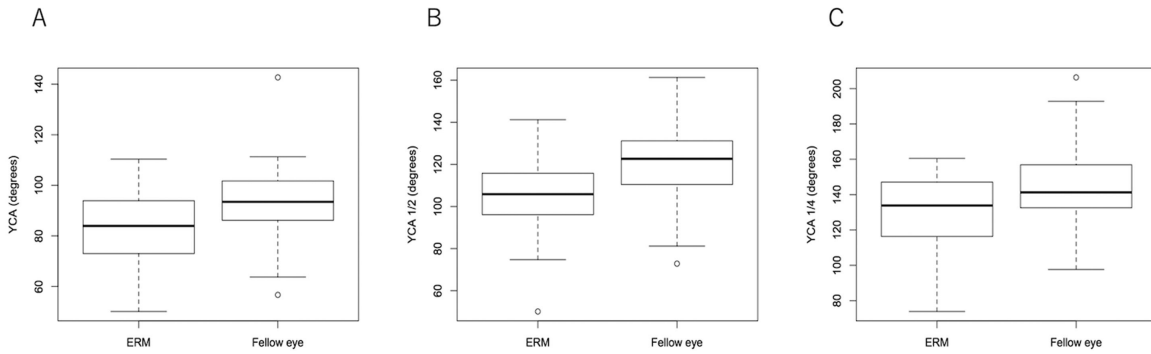 A
B
C
YCA (degrees)
140
120
100
80
60
ERM
Fellow eye
YCA 1/2 (degrees)
160
140
120
100
80
60
ERM
Fellow eye
YCA 1/4 (degrees)
200
180
160
140
120
100
80
ERM
Fellow eye